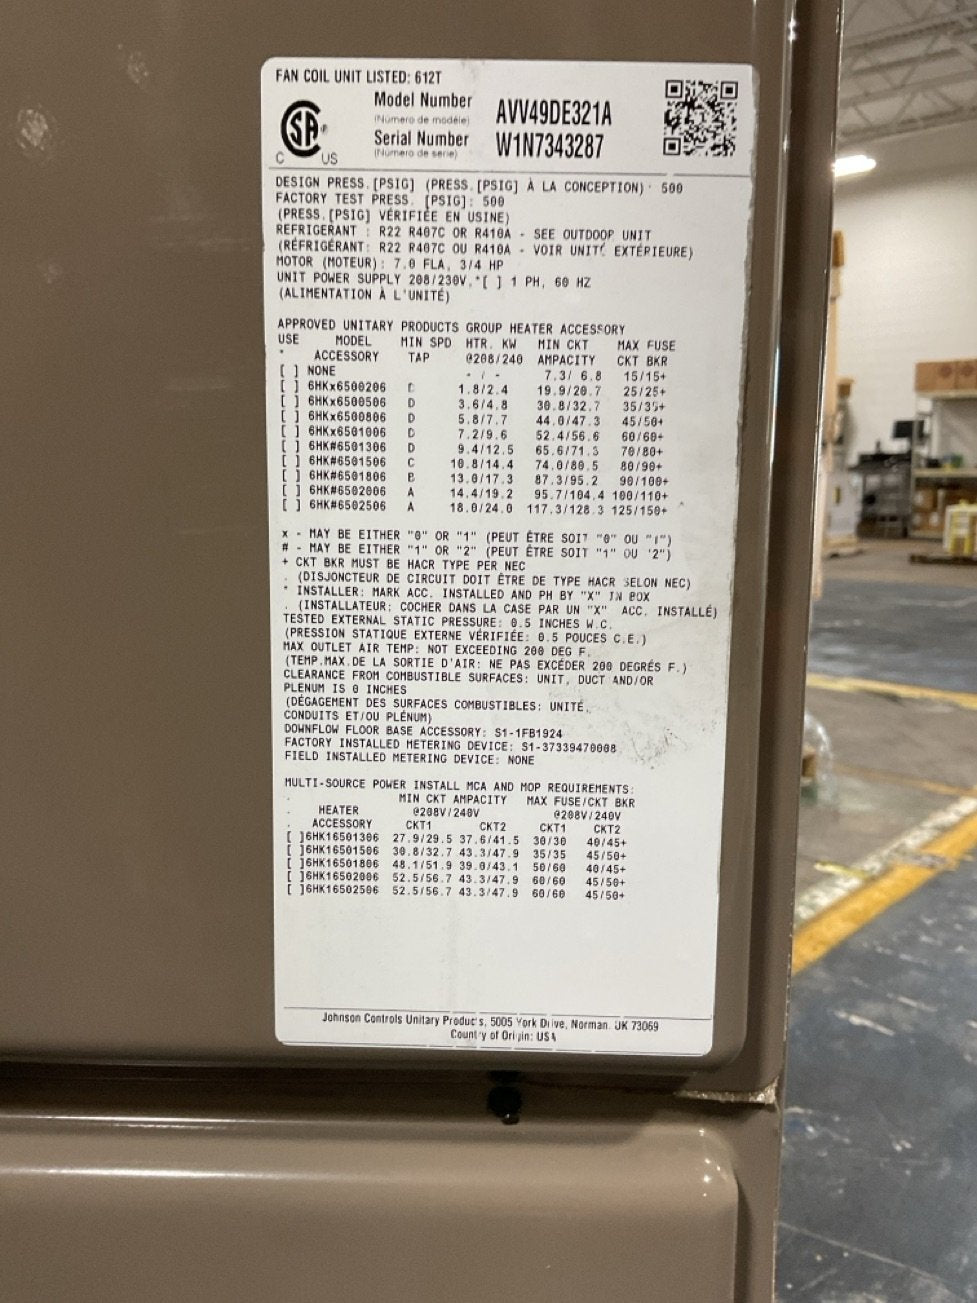 FAN COIL UNIT LISTED: 612T
SA
C US
Model Number
(Número de modéle)
AVV49DE321A
Serial Number
(Número de serie)
W1N7343287
DESIGN PRESS.[PSIG] (PRESS.[PSIG] À LA CONCEPTION): 500
FACTORY TEST PRESS. [PSIG]: 500
(PRESS.[PSIG] VÉRIFIÉE EN USINE)
REFRIGERANT : R22 R407C OR R410A - SEE OUTDOOR UNIT
(RÉFRIGÉRANT: R22 R407C OU R410A - VOIR UNITÉ EXTÉRIEURE)
MOTOR (MOTEUR): 7.0 FLA, 3/4 HP
UNIT POWER SUPPLY 208/230V,*[ ] 1 PH, 60 HZ
(ALIMENTATION À L'UNITÉ)
APPROVED UNITARY PRODUCTS GROUP HEATER ACCESSORY
USE MODEL MIN SPD HTR. KW MIN CKT MAX FUSE
* ACCESSORY TAP @208/240 AMPACITY CKT BKR
[ ] NONE - / - 7.3/ 6.8 15/15+
[ ] 6HKx6500206 1.8/2.4 19.9/20.7 25/25+
[ ] 6HKx6500506 D 3.6/4.8 30.8/32.7 35/35+
[ ] 6HKx6500806 D 5.8/7.7 44.0/47.3 45/50+
[ ] 6HKx6501006 7.2/9.6 52.4/56.6 60/60+
[ ] 6HK#6501306 D 9.4/12.5 65.6/71.3 70/80+
[ ] 6HK#6501506 C 10.8/14.4 74.0/80.5 80/90+
[ ] 6HK#6501806 B 13.0/17.3 87.3/95.2 90/100+
[ ] 6HK#6502006 A 14.4/19.2 95.7/104.4 100/110+
[ ] 6HK#6502506 A 18.0/24.0 117.3/128.3 125/150+
x - MAY BE EITHER "0" OR "1" (PEUT ÊTRE SOIT "0" OU "1")
# - MAY BE EITHER "1" OR "2" (PEUT ÊTRE SOIT "1" OU "2")
+ CKT BKR MUST BE HACR TYPE PER NEC
. (DISJONCTEUR DE CIRCUIT DOIT ÊTRE DE TYPE HACR SELON NEC)
* INSTALLER: MARK ACC. INSTALLED AND PH BY "X" IN BOX
. (INSTALLATEUR: COCHER DANS LA CASE PAR UN "X" ACC. INSTALLÉ)
TESTED EXTERNAL STATIC PRESSURE: 0.5 INCHES W.C.
(PRESSION STATIQUE EXTERNE VÉRIFIÉE: 0.5 POUCES C.E.)
MAX OUTLET AIR TEMP: NOT EXCEEDING 200 DEG F.
(TEMP.MAX.DE LA SORTIE D'AIR: NE PAS EXCÉDER 200 DEGRÉS F.)
CLEARANCE FROM COMBUSTIBLE SURFACES: UNIT, DUCT AND/OR
PLENUM IS 0 INCHES
(DÉGAGEMENT DES SURFACES COMBUSTIBLES: UNITÉ,
CONDUITS ET/OU PLÉNUM)
DOWNFLOW FLOOR BASE ACCESSORY: S1-1FB1924
FACTORY INSTALLED METERING DEVICE: S1-37339470008
FIELD INSTALLED METERING DEVICE: NONE
MULTI-SOURCE POWER INSTALL MCA AND MOP REQUIREMENTS:
. MIN CKT AMPACITY MAX FUSE/CKT BKR
. HEATER @208V/240V @208V/240V
. ACCESSORY CKT1 CKT2 CKT1 CKT2
[ ]6HK16501306 27.9/29.5 37.6/41.5 30/30 40/45+
[ ]6HK16501506 30.8/32.7 43.3/47.9 35/35 45/50+
[ ]6HK16501806 48.1/51.9 39.0/43.1 50/60 40/45+
[ ]6HK16502006 52.5/56.7 43.3/47.9 60/60 45/50+
[ ]6HK16502506 52.5/56.7 43.3/47.9 60/60 45/50+
Johnson Controls Unitary Products, 5005 York Drive, Norman, OK 73069
Country of Origin: USA